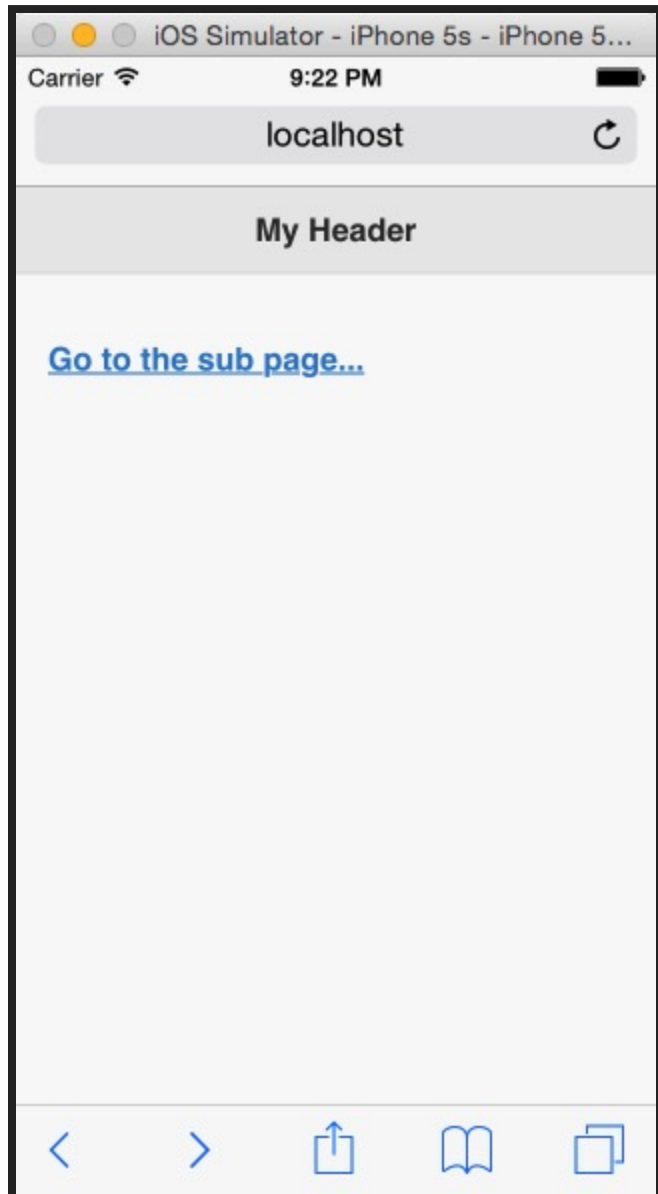 iOS Simulator - iPhone 5s - iPhone 5...
Carrier 9:22 PM
localhost
My Header
Go to the sub page...